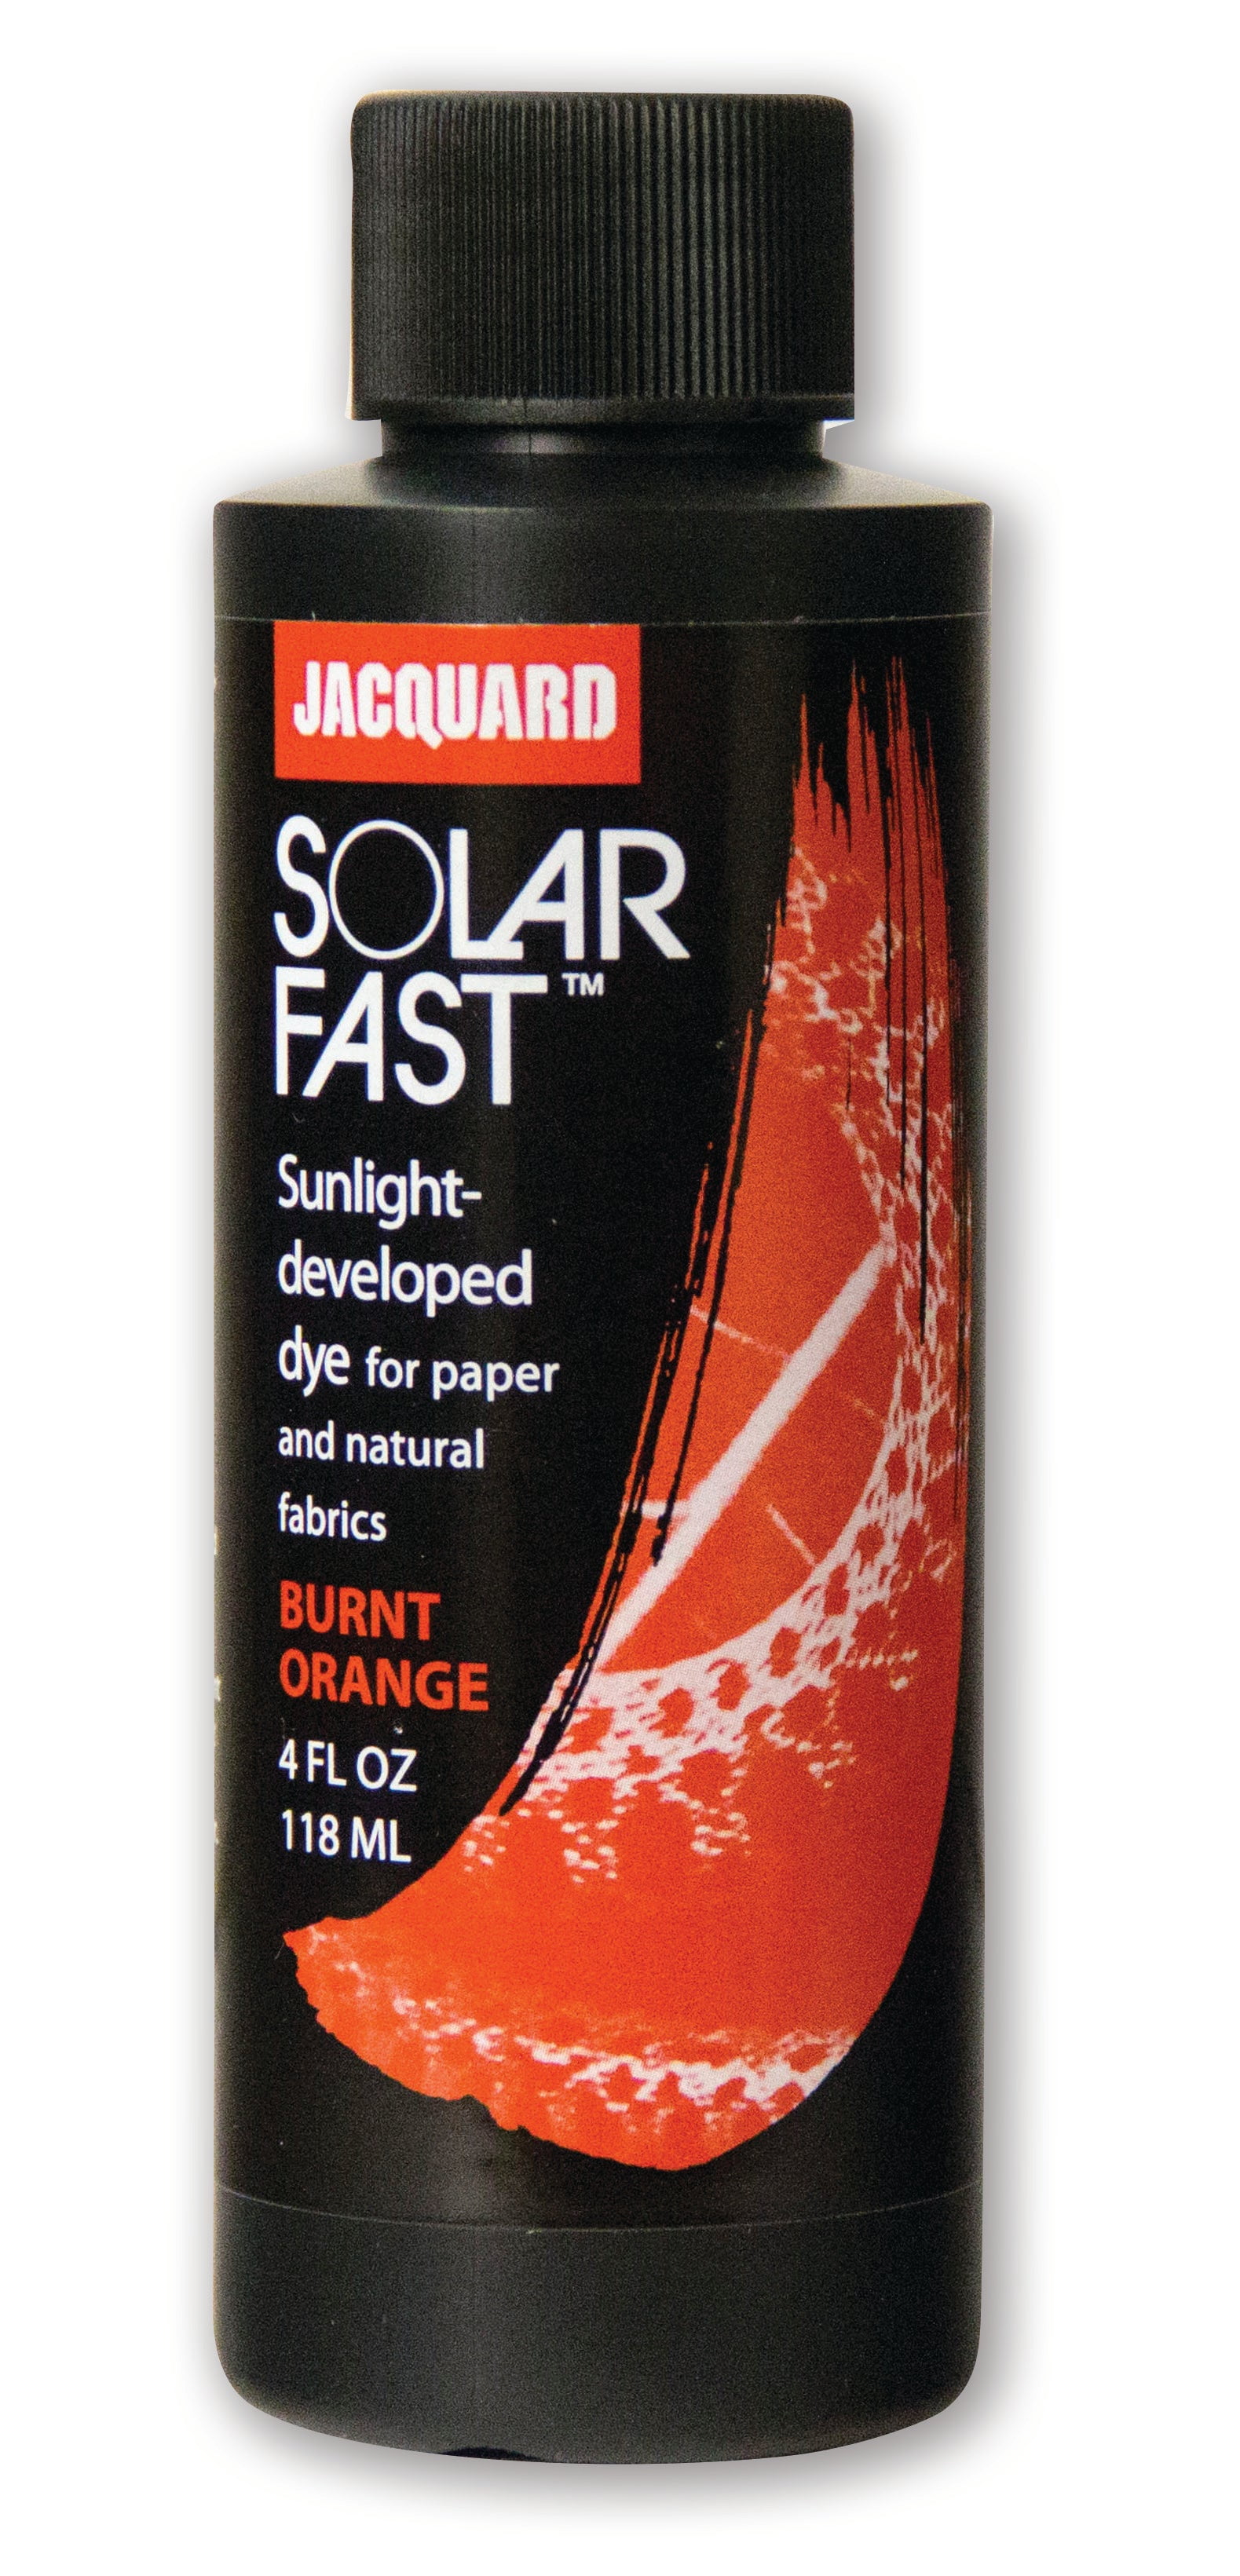 JACQUARD
SOLAR
FAST™
Sunlight-
developed
dye for paper
and natural
fabrics
BURNT
ORANGE
4 FL OZ
118 ML